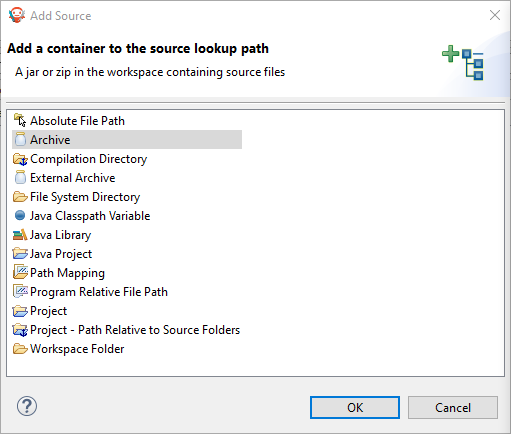 Add Source
Add a container to the source lookup path
A jar or zip in the workspace containing source files
Absolute File Path
Archive
Compilation Directory
External Archive
File System Directory
Java Classpath Variable
Java Library
Java Project
Path Mapping
Program Relative File Path
Project
Project - Path Relative to Source Folders
Workspace Folder
?
OK
Cancel